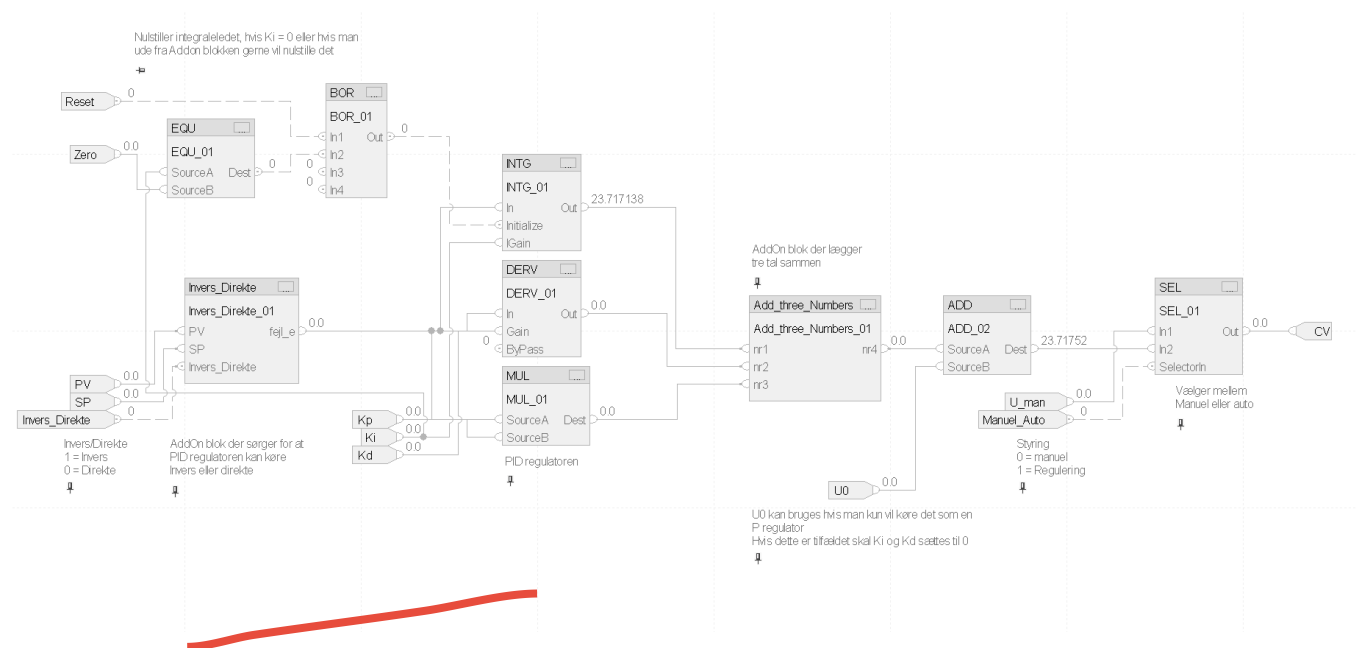 Nulstiller integraleledet, hvis Ki = 0 eller hvis man
ude fra Addon blokken gerne vil nulstille det
Reset
0
Zero
0.0
EQU
...
EQU_01
SourceA
Dest
0
SourceB
BOR
...
BOR_01
In1
Out
0
In2
0
In3
0
In4
INTG
...
INTG_01
In
Out
23.717138
Initialize
IGain
DERV
...
DERV_01
In
Out
0.0
Gain
0
ByPass
MUL
...
MUL_01
SourceA
Dest
0.0
SourceB
PID regulatoren
Invers_Direkte
...
Invers_Direkte_01
PV
fejl_e
0.0
SP
Invers_Direkte
PV
0.0
SP
0.0
Invers_Direkte
0
Invers/Direkte
1 = Invers
0 = Direkte
AddOn blok der sørger for at
PID regulatoren kan køre
Invers eller direkte
Kp
0.0
Ki
0.0
Kd
0.0
AddOn blok der lægger
tre tal sammen
Add_three_Numbers
...
Add_three_Numbers_01
nr1
nr4
0.0
nr2
nr3
ADD
...
ADD_02
SourceA
Dest
23.71752
SourceB
U0
0.0
U0 kan bruges hvis man kun vil køre det som en
P regulator
Hvis dette er tilfældet skal Ki og Kd sættes til 0
U_man
0.0
Manuel_Auto
0
Styring
0 = manuel
1 = Regulering
SEL
...
SEL_01
In1
Out
0.0
In2
SelectorIn
CV
Vælger mellem
Manuel eller auto